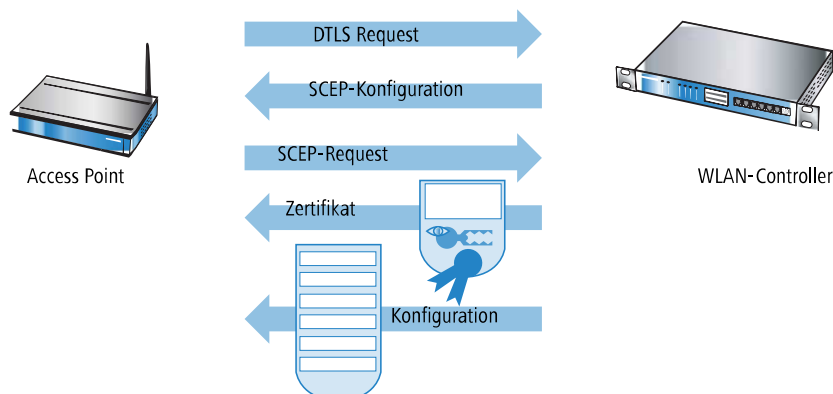 DTLS Request
SCEP-Konfiguration
SCEP-Request
Access Point
WLAN-Controller
Zertifikat
Konfiguration